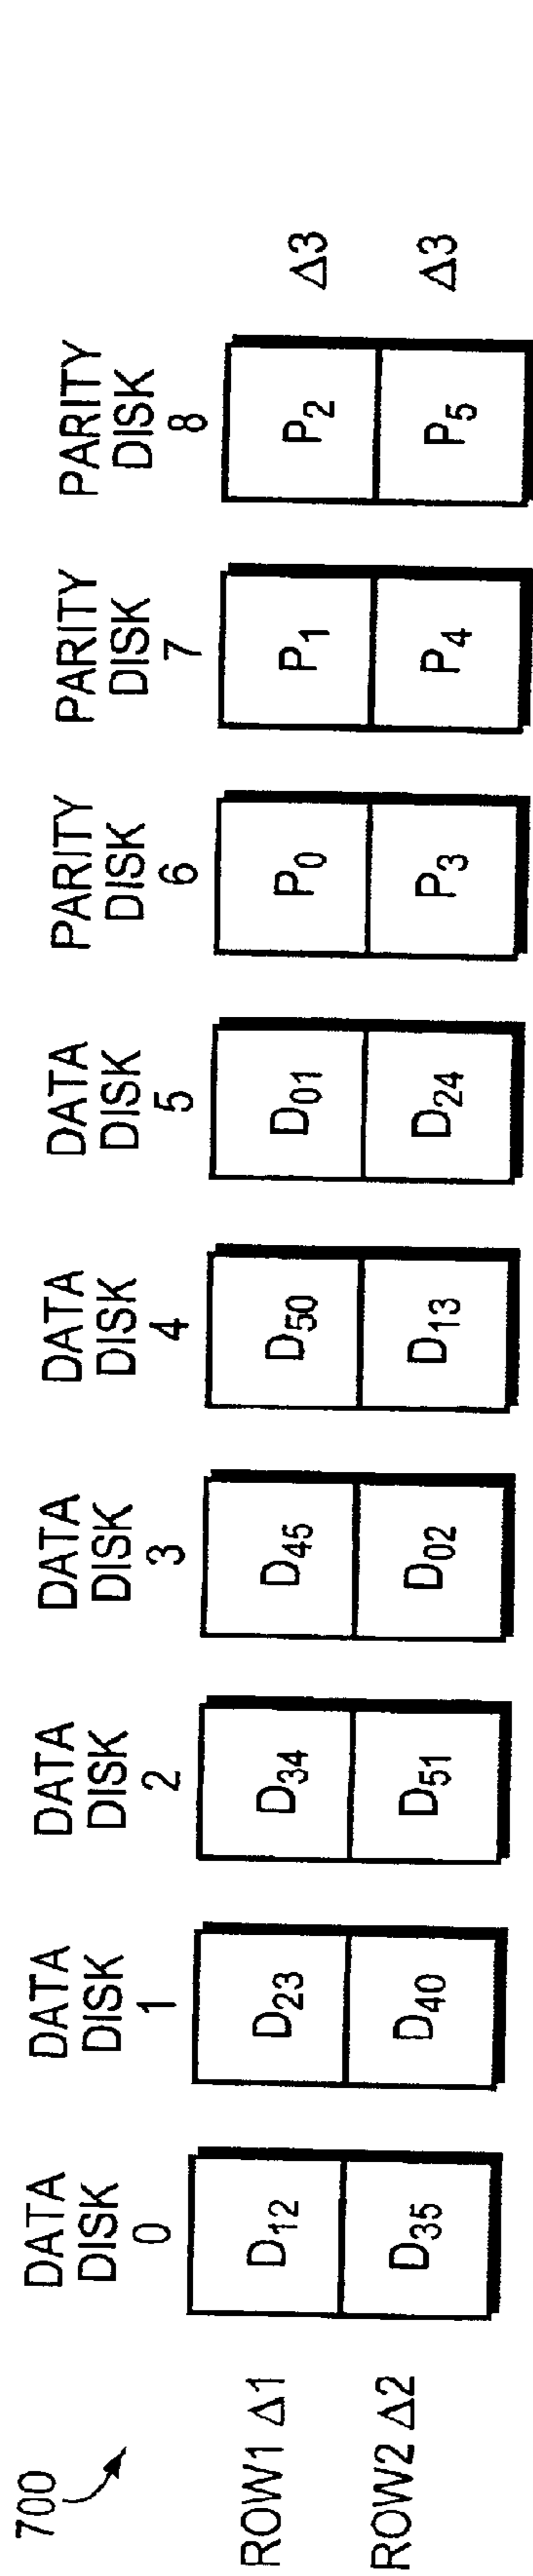 700
DATA DISK 0
DATA DISK 1
DATA DISK 2
DATA DISK 3
DATA DISK 4
DATA DISK 5
PARITY DISK 6
PARITY DISK 7
PARITY DISK 8
ROW1 Δ1 D₁₂ D₂₃ D₃₄ D₄₅ D₅₀ D₀₁ P₀ P₁ P₂ Δ3
ROW2 Δ2 D₃₅ D₄₀ D₅₁ D₀₂ D₁₃ D₂₄ P₃ P₄ P₅ Δ3